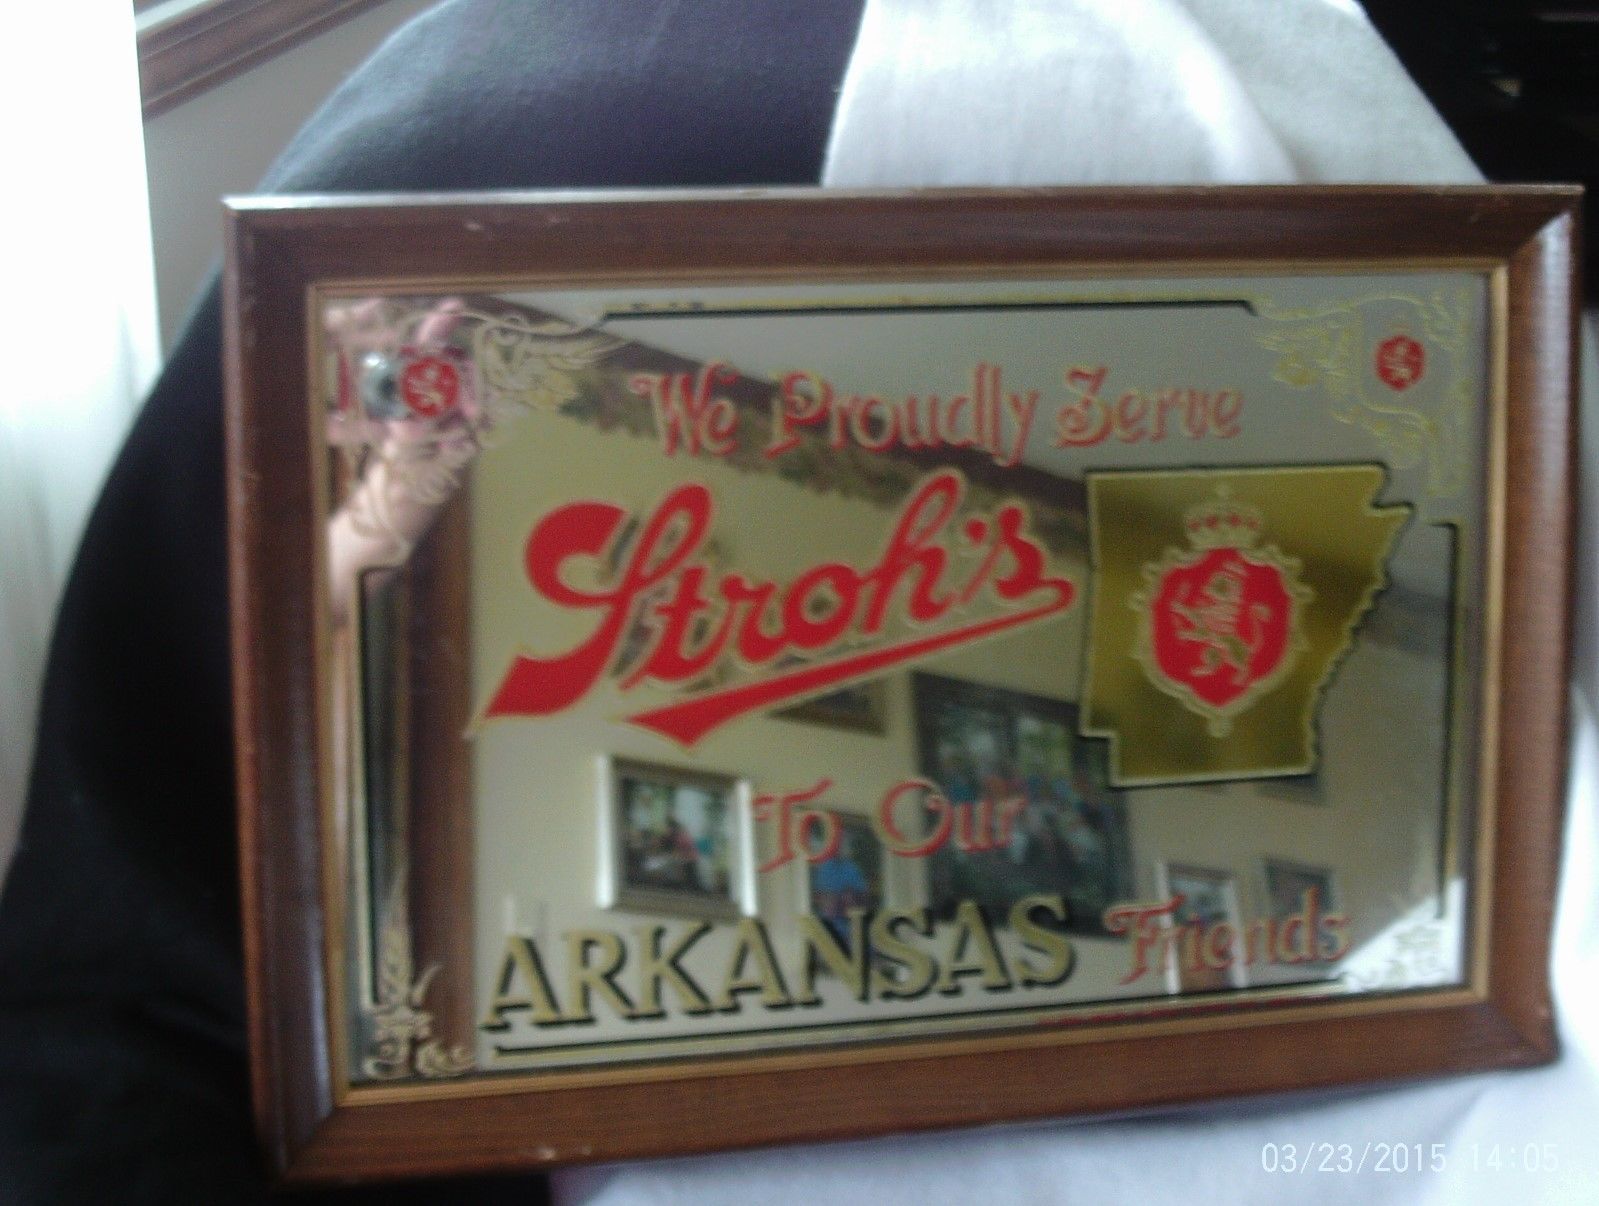 We Proudly Serve
Stroh's
To Our
ARKANSAS Friends
03/23/2015 14:05